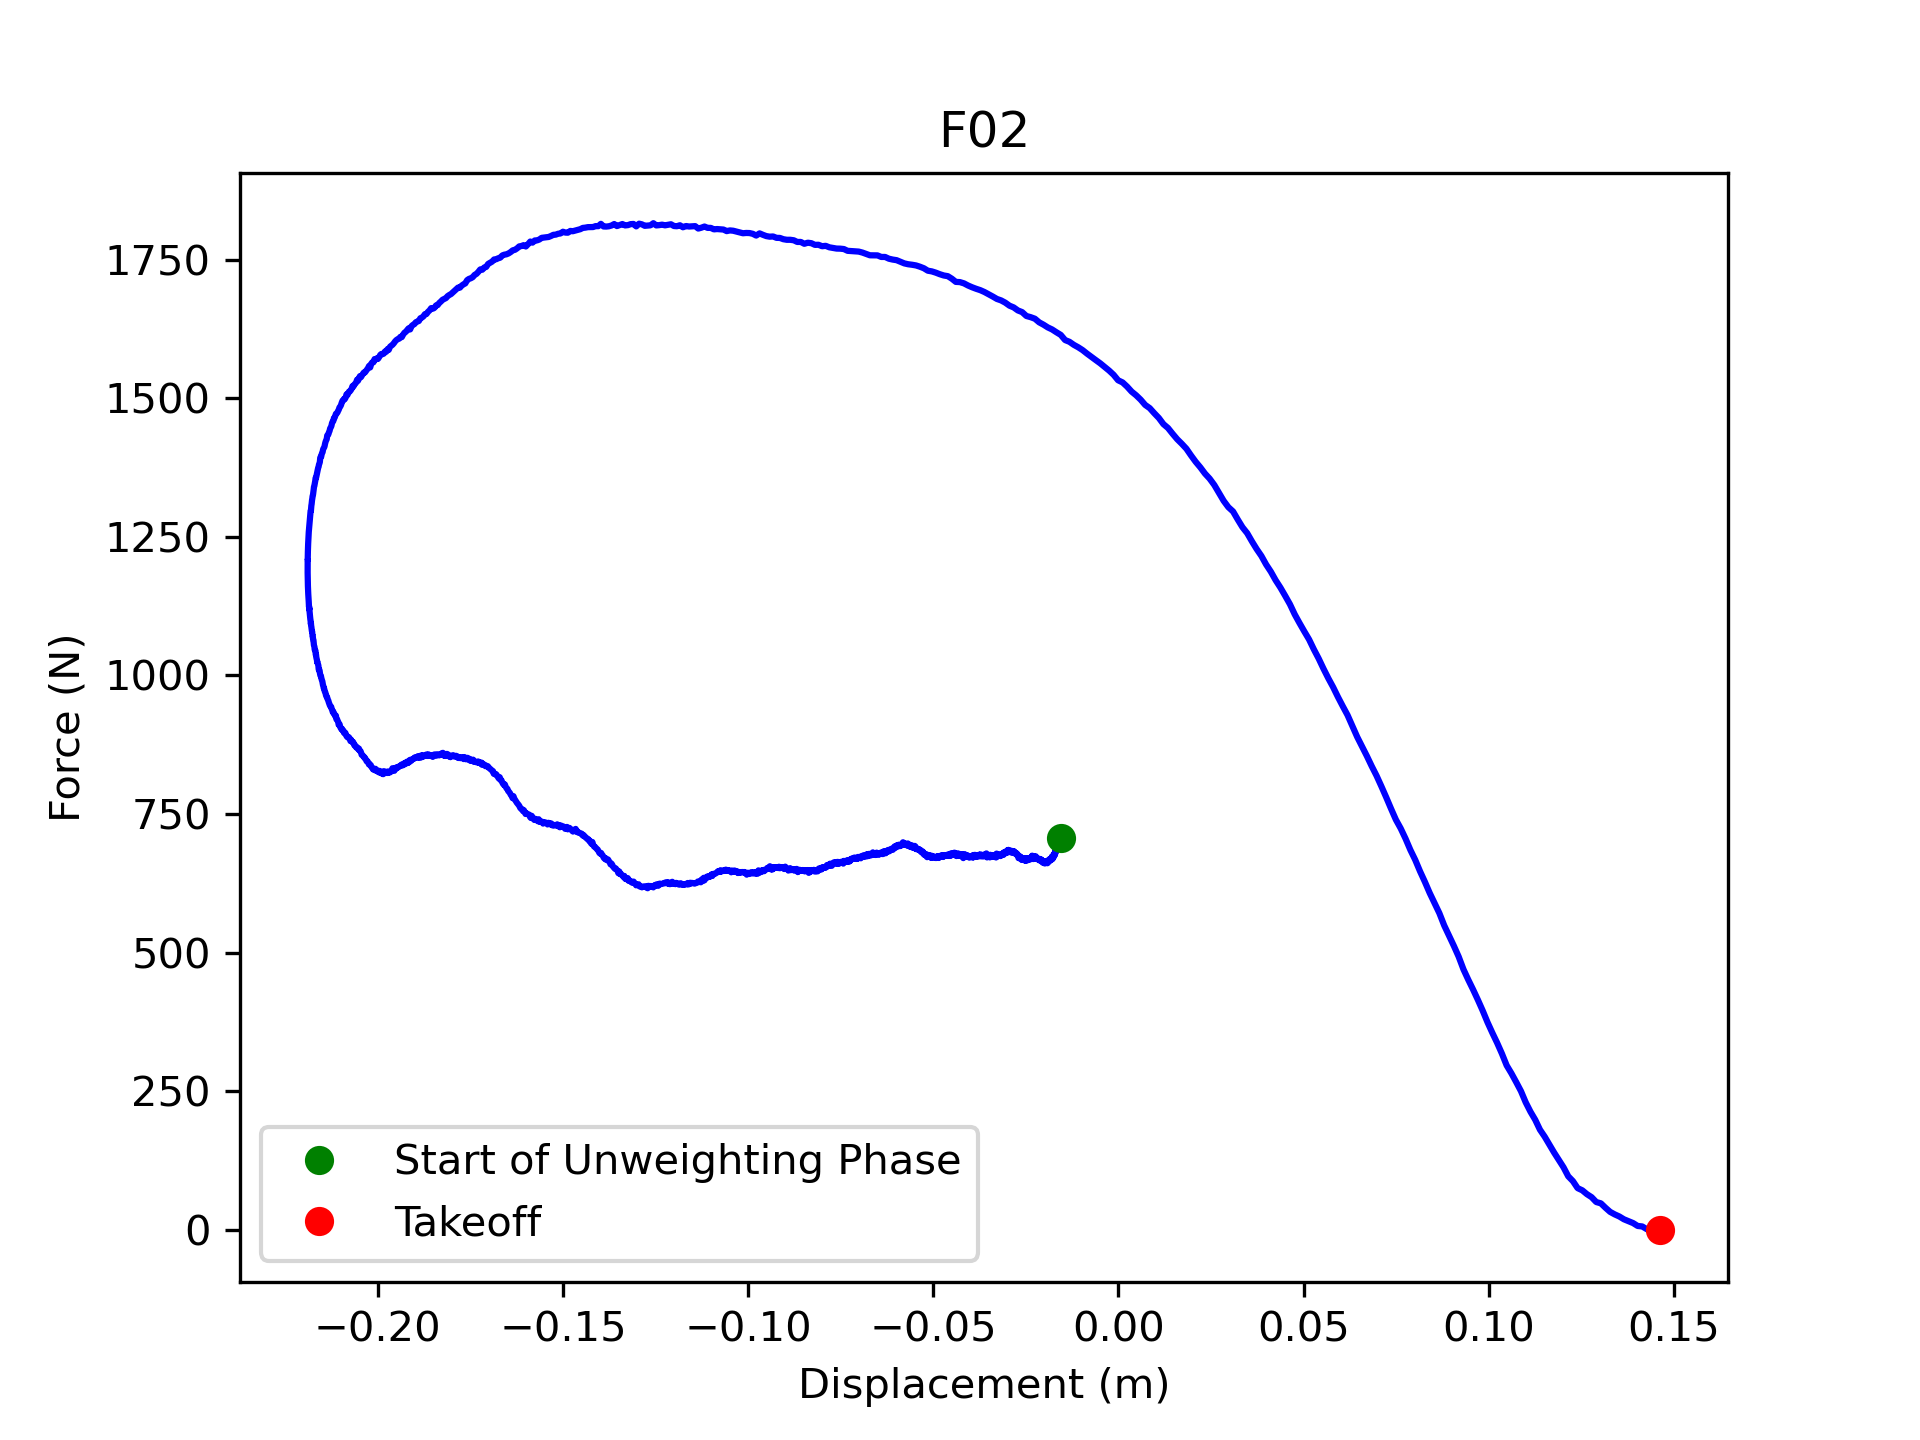 F02
Force (N)
1750
1500
1250
1000
750
500
250
0
Start of Unweighting Phase
Takeoff
−0.20 −0.15 −0.10 −0.05 0.00 0.05 0.10 0.15
Displacement (m)